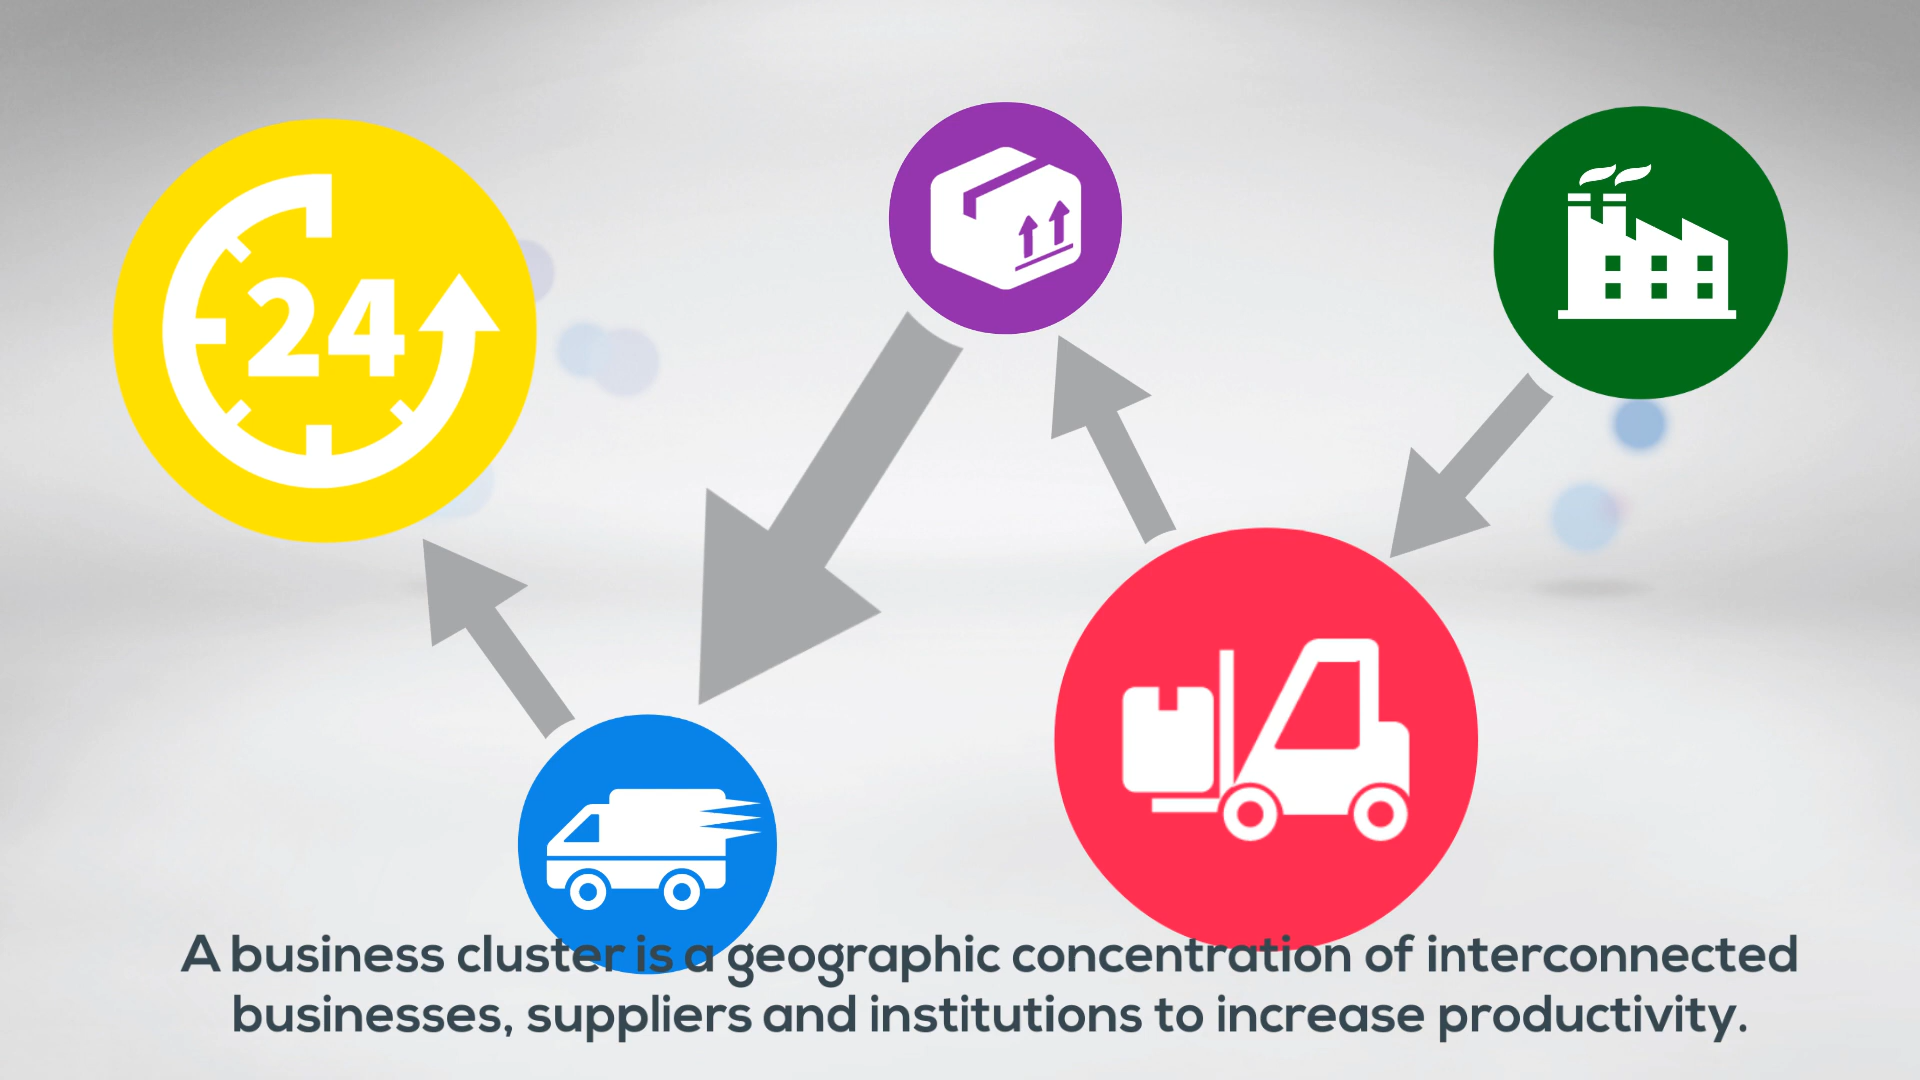 24
A business cluster is a geographic concentration of interconnected
businesses, suppliers and institutions to increase productivity.